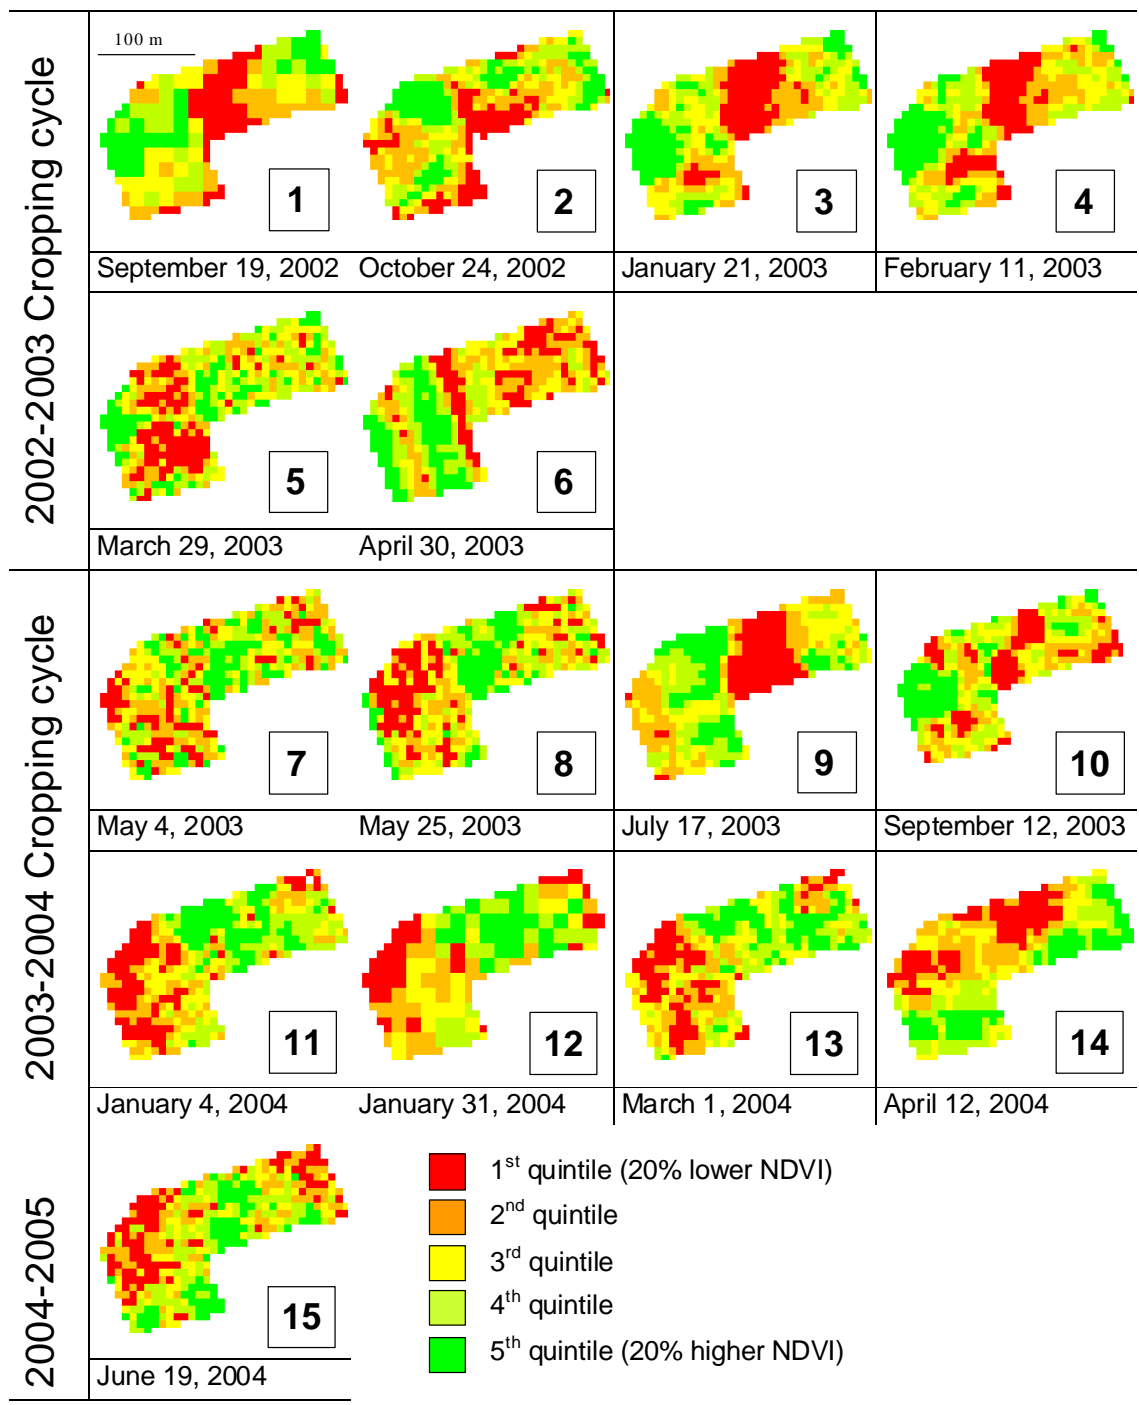 2002-2003 Cropping cycle
100 m
1
2
3
4
September 19, 2002
October 24, 2002
January 21, 2003
February 11, 2003
5
6
March 29, 2003
April 30, 2003
2003-2004 Cropping cycle
7
8
9
10
May 4, 2003
May 25, 2003
July 17, 2003
September 12, 2003
11
12
13
14
January 4, 2004
January 31, 2004
March 1, 2004
April 12, 2004
2004-2005
15
June 19, 2004
1st quintile (20% lower NDVI)
2nd quintile
3rd quintile
4th quintile
5th quintile (20% higher NDVI)